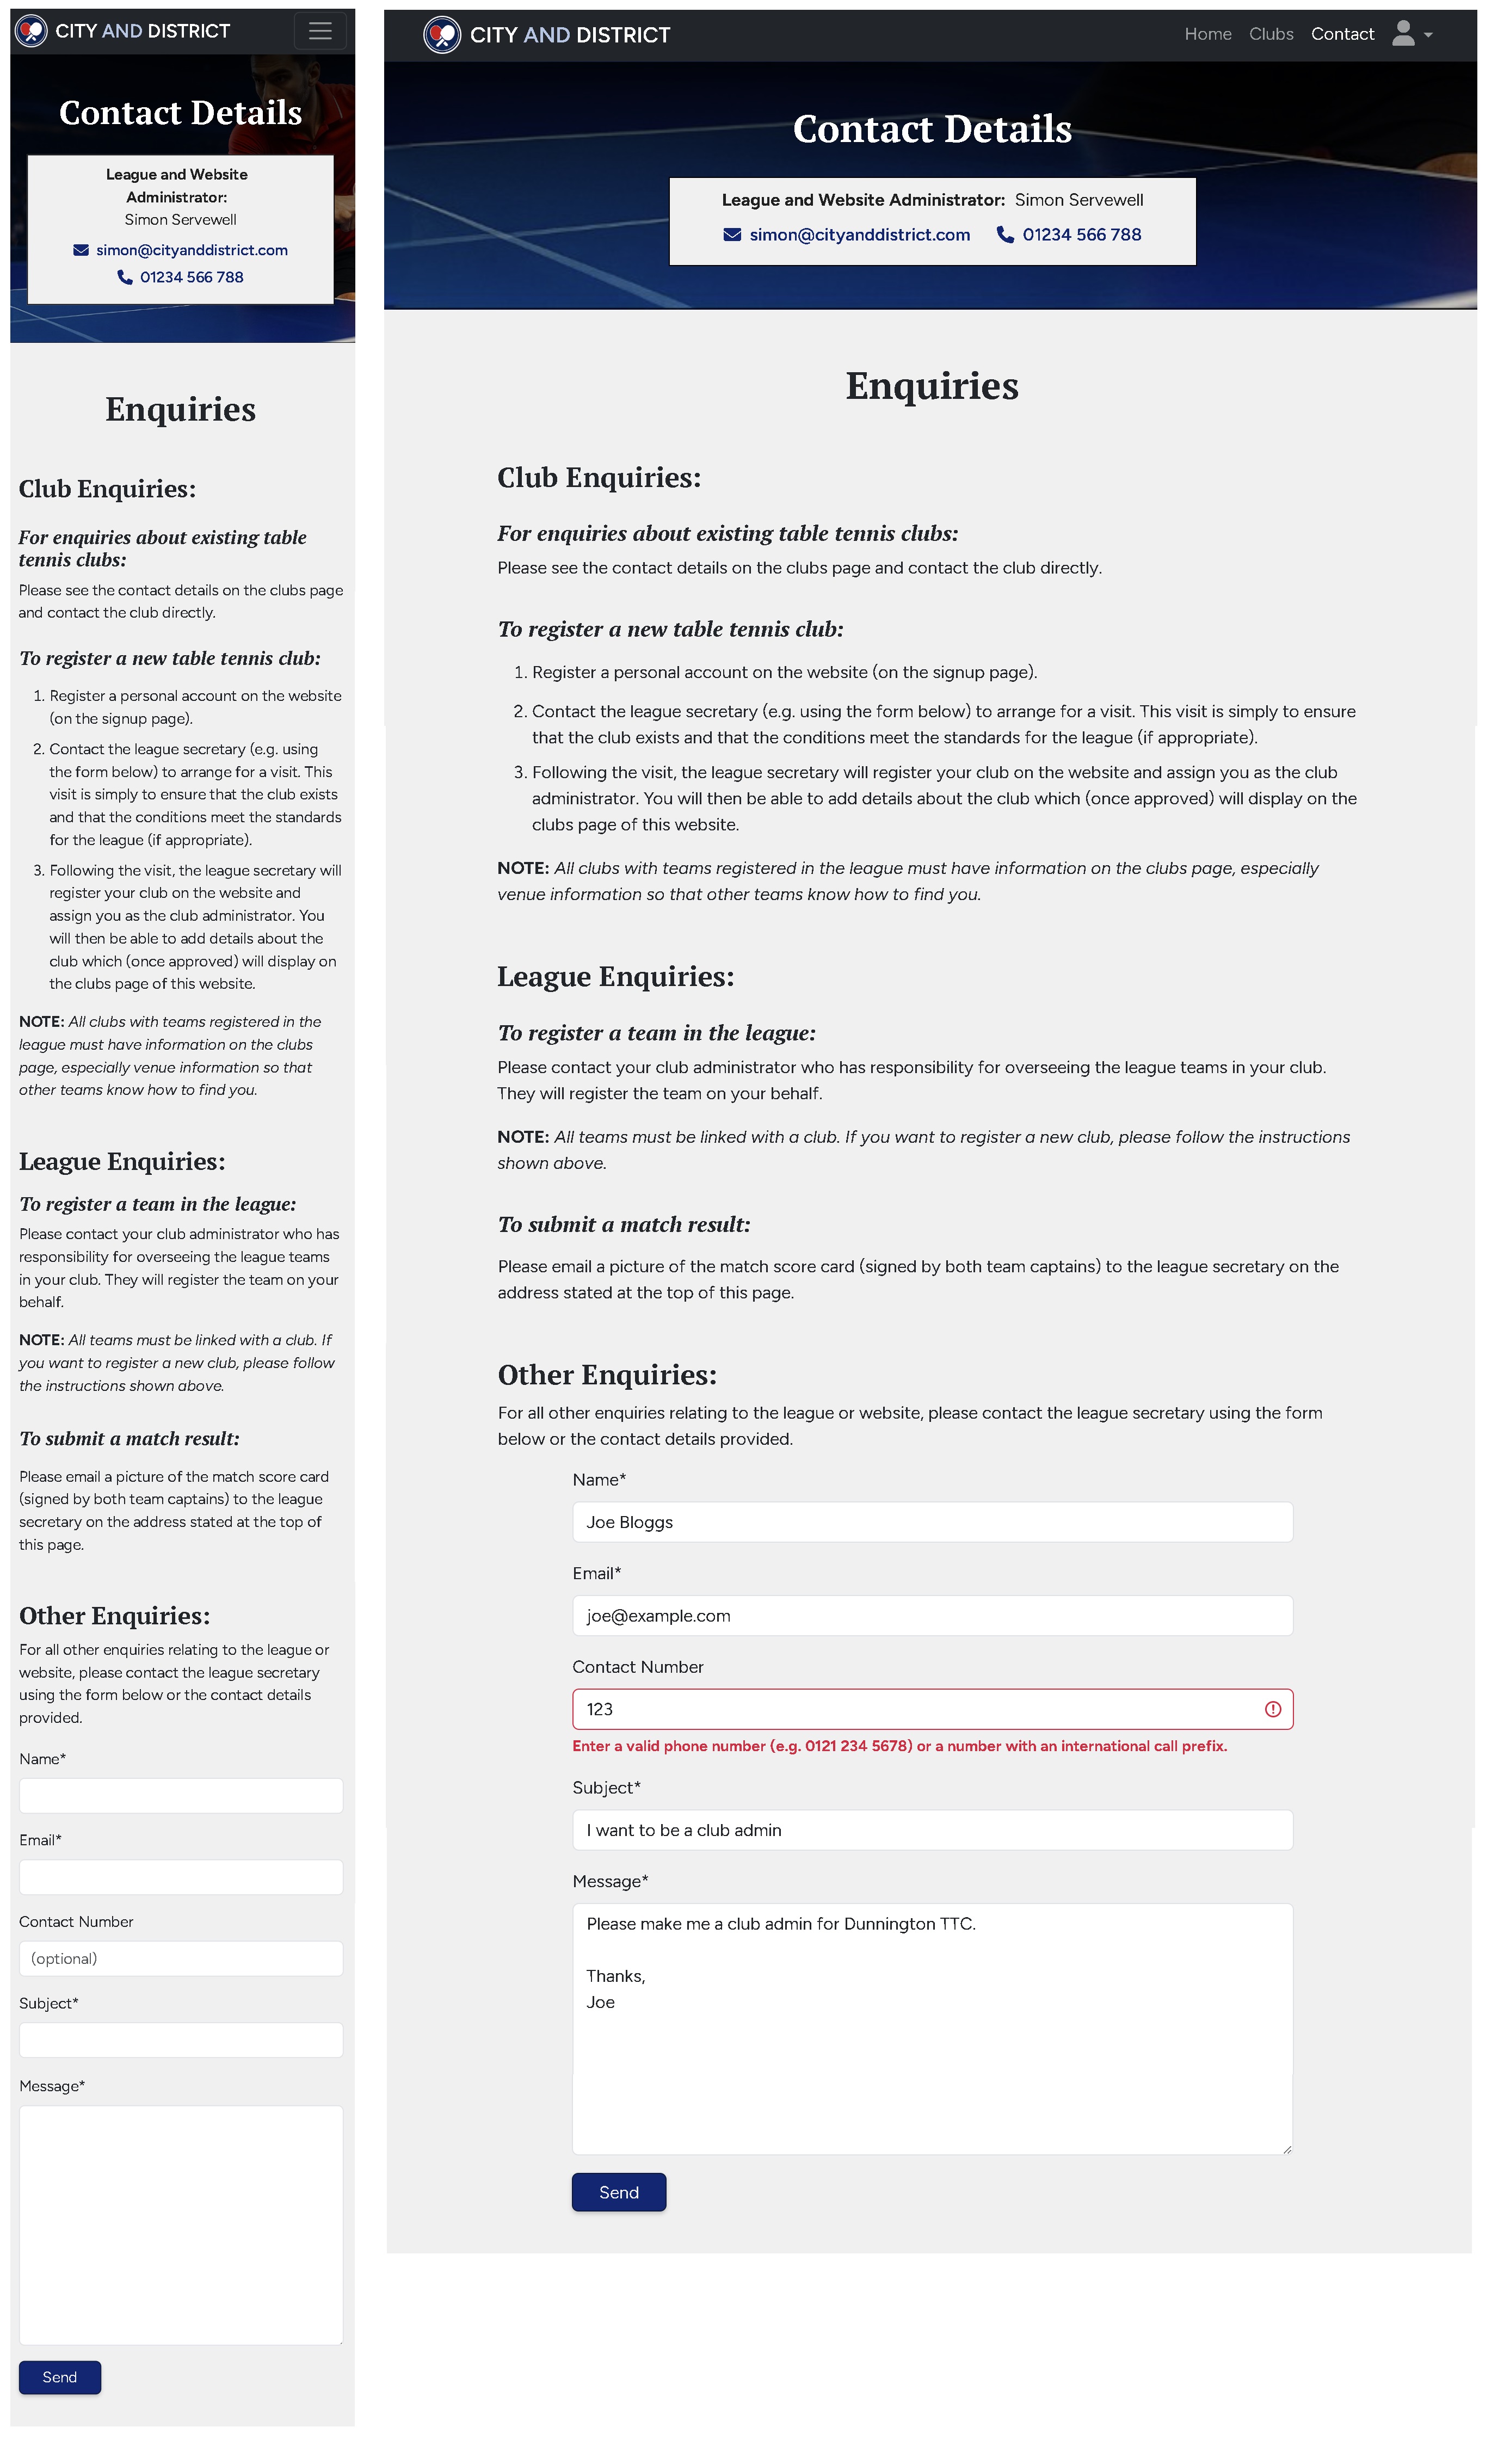 CITY AND DISTRICT
Contact Details
League and Website
Administrator:
Simon Servewell
simon@cityanddistrict.com
01234 566 788
Enquiries
Club Enquiries:
For enquiries about existing table
tennis clubs:
Please see the contact details on the clubs page
and contact the club directly.
To register a new table tennis club:
1. Register a personal account on the website
(on the signup page).
2. Contact the league secretary (e.g. using
the form below) to arrange for a visit. This
visit is simply to ensure that the club exists
and that the conditions meet the standards
for the league (if appropriate).
3. Following the visit, the league secretary will
register your club on the website and
assign you as the club administrator. You
will then be able to add details about the
club which (once approved) will display on
the clubs page of this website.
NOTE: All clubs with teams registered in the
league must have information on the clubs
page, especially venue information so that
other teams know how to find you.
League Enquiries:
To register a team in the league:
Please contact your club administrator who has
responsibility for overseeing the league teams
in your club. They will register the team on your
behalf.
NOTE: All teams must be linked with a club. If
you want to register a new club, please follow
the instructions shown above.
To submit a match result:
Please email a picture of the match score card
(signed by both team captains) to the league
secretary on the address stated at the top of
this page.
Other Enquiries:
For all other enquiries relating to the league or
website, please contact the league secretary
using the form below or the contact details
provided.
Name*
Email*
Contact Number
(optional)
Subject*
Message*
Send
CITY AND DISTRICT
Home Clubs Contact
Contact Details
League and Website Administrator: Simon Servewell
simon@cityanddistrict.com 01234 566 788
Enquiries
Club Enquiries:
For enquiries about existing table tennis clubs:
Please see the contact details on the clubs page and contact the club directly.
To register a new table tennis club:
1. Register a personal account on the website (on the signup page).
2. Contact the league secretary (e.g. using the form below) to arrange for a visit. This visit is simply to ensure
that the club exists and that the conditions meet the standards for the league (if appropriate).
3. Following the visit, the league secretary will register your club on the website and assign you as the club
administrator. You will then be able to add details about the club which (once approved) will display on the
clubs page of this website.
NOTE: All clubs with teams registered in the league must have information on the clubs page, especially
venue information so that other teams know how to find you.
League Enquiries:
To register a team in the league:
Please contact your club administrator who has responsibility for overseeing the league teams in your club.
They will register the team on your behalf.
NOTE: All teams must be linked with a club. If you want to register a new club, please follow the instructions
shown above.
To submit a match result:
Please email a picture of the match score card (signed by both team captains) to the league secretary on the
address stated at the top of this page.
Other Enquiries:
For all other enquiries relating to the league or website, please contact the league secretary using the form
below or the contact details provided.
Name*
Joe Bloggs
Email*
joe@example.com
Contact Number
123
Enter a valid phone number (e.g. 0121 234 5678) or a number with an international call prefix.
Subject*
I want to be a club admin
Message*
Please make me a club admin for Dunnington TTC.
Thanks,
Joe
Send